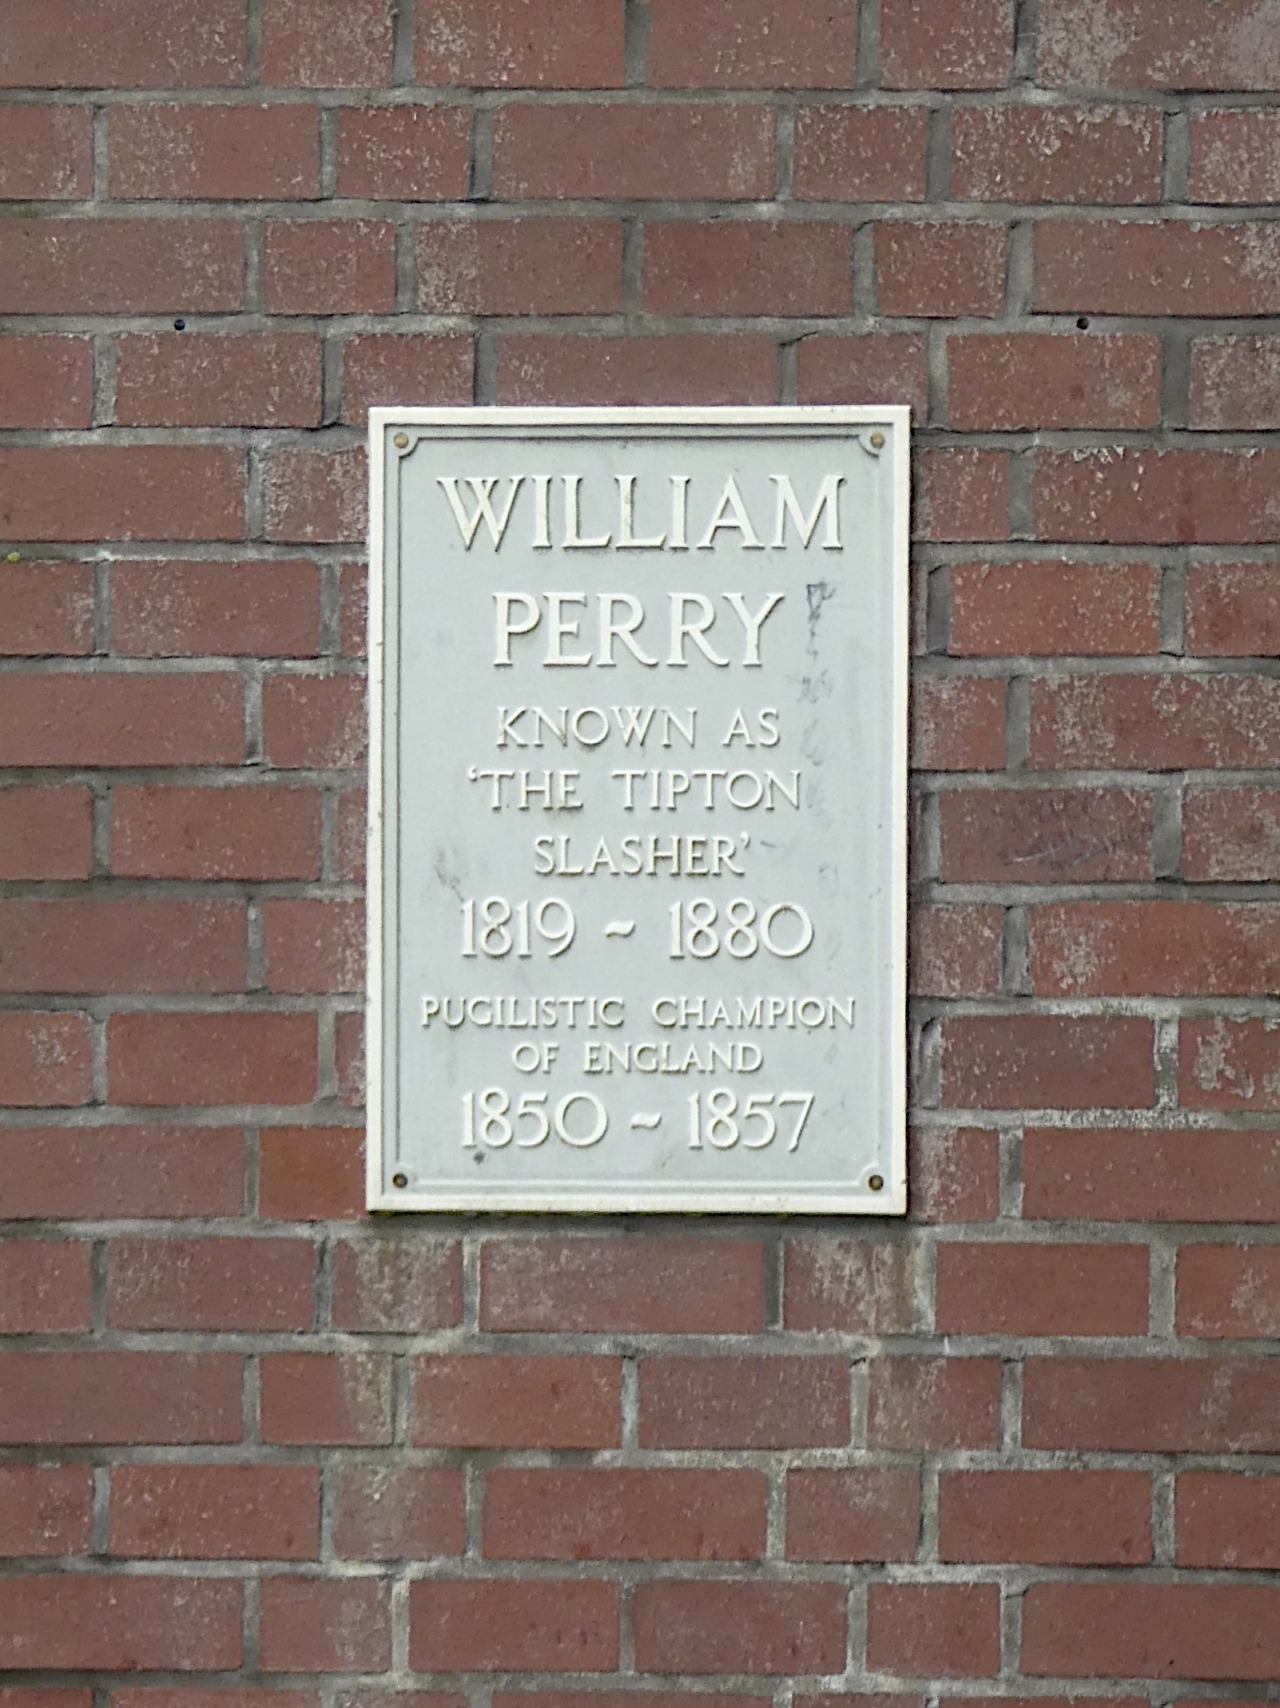 WILLIAM
PERRY
KNOWN AS
‘THE TIPTON
SLASHER’
1819 ~ 1880
PUGILISTIC CHAMPION
OF ENGLAND
1850 ~ 1857